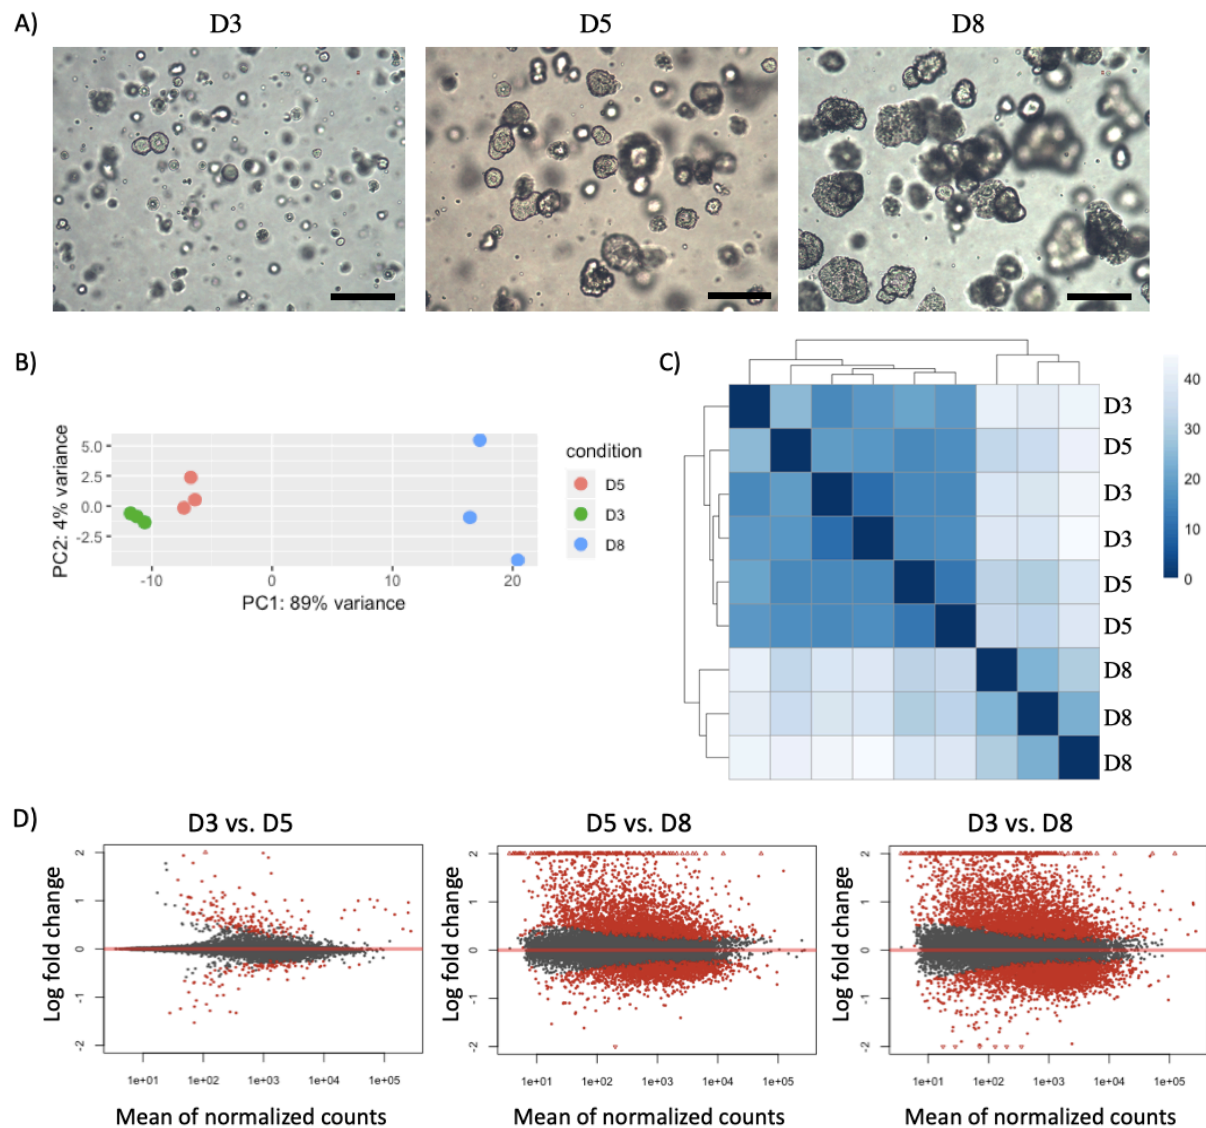 A)
D3
D5
D8
B)
5.0
2.5
0.0
-2.5
PC2: 4% variance
-10
0
10
20
PC1: 89% variance
condition
D5
D3
D8
C)
40
30
20
10
0
D3
D5
D3
D3
D5
D5
D8
D8
D8
D)
D3 vs. D5
2
1
0
-1
-2
Log fold change
1e+01
1e+02
1e+03
1e+04
1e+05
Mean of normalized counts
D5 vs. D8
2
1
0
-1
-2
Log fold change
1e+01
1e+02
1e+03
1e+04
1e+05
Mean of normalized counts
D3 vs. D8
2
1
0
-1
-2
Log fold change
1e+01
1e+02
1e+03
1e+04
1e+05
Mean of normalized counts